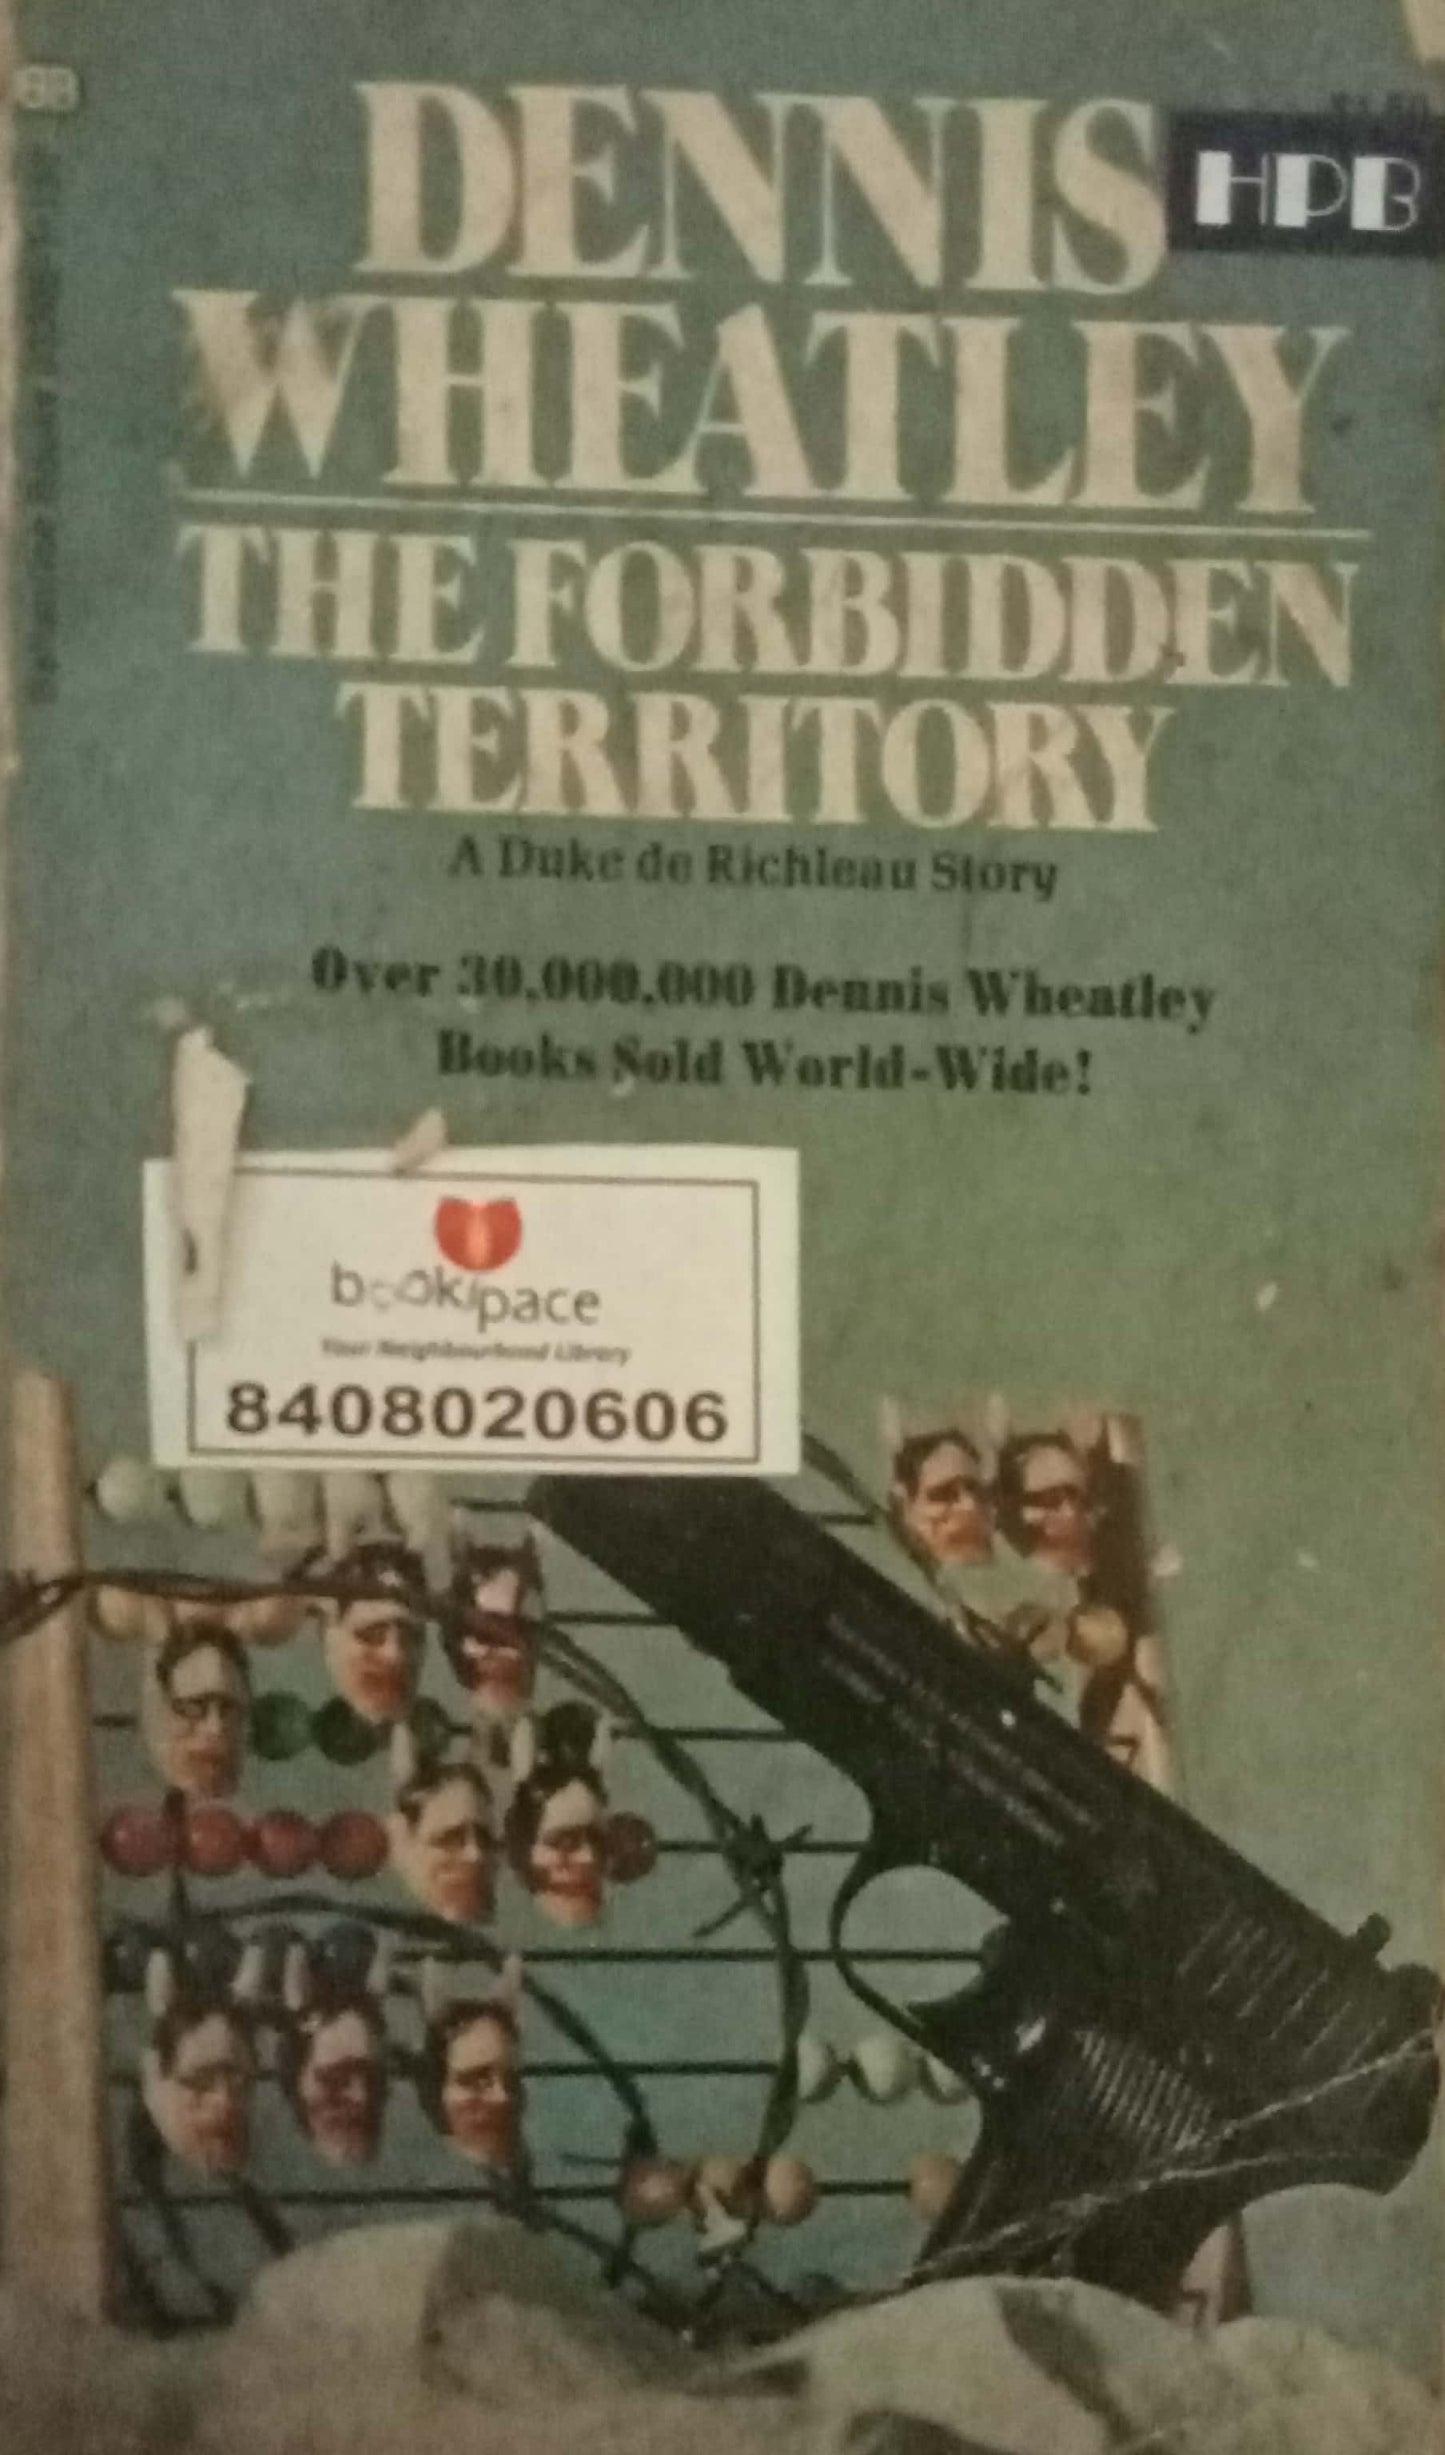 DENNIS
HPB
WHEATLEY
THE FORBIDDEN
TERRITORY
A Duke de Richleau Story
Over 30,000,000 Dennis Wheatley
Books Sold World-Wide!
bookspace
Your Neighbourhood Library
8408020606